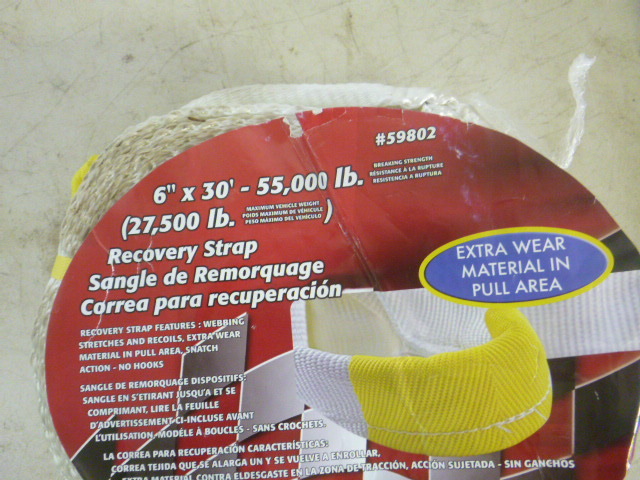 #59802
6" x 30' - 55,000 lb.
BREAKING STRENGTH
RÉSISTANCE À LA RUPTURE
RESISTENCIA A RUPTURA
(27,500 lb.
MAXIMUM VEHICLE WEIGHT
POIDS MAXIMUM DE VÉHICULE
PESO MÁXIMO DEL VEHÍCULO
)
Recovery Strap
Sangle de Remorquage
Correa para recuperación
EXTRA WEAR
MATERIAL IN
PULL AREA
RECOVERY STRAP FEATURES : WEBBING
STRETCHES AND RECOILS, EXTRA WEAR
MATERIAL IN PULL AREA, SNATCH
ACTION - NO HOOKS
SANGLE DE REMORQUAGE DISPOSITIFS:
SANGLE EN S'ETIRANT JUSQU'A ET SE
COMPRIMANT, LIRE LA FEUILLE
D'ADVERTISSEMENT CI-INCLUSE AVANT
L'UTILISATION-MODÈLE À BOUCLES - SANS CROCHETS.
LA CORREA PARA RECUPERACIÓN CARACTERÍSTICAS:
CORREA TEJIDA QUE SE ALARGA UN Y SE VUELVE A ENROLLAR,
EXTRA MATERIAL CONTRA ELDESGASTE EN LA ZONA DE TRACCIÓN, ACCIÓN SUJETADA - SIN GANCHOS